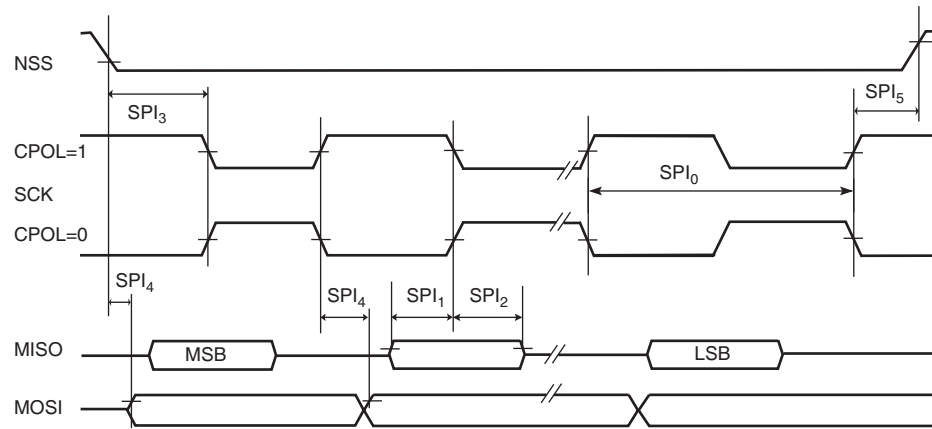 NSS
SPI3
SPI5
CPOL=1
SCK
SPI0
CPOL=0
SPI4
SPI4
SPI1
SPI2
MISO
MSB
LSB
MOSI